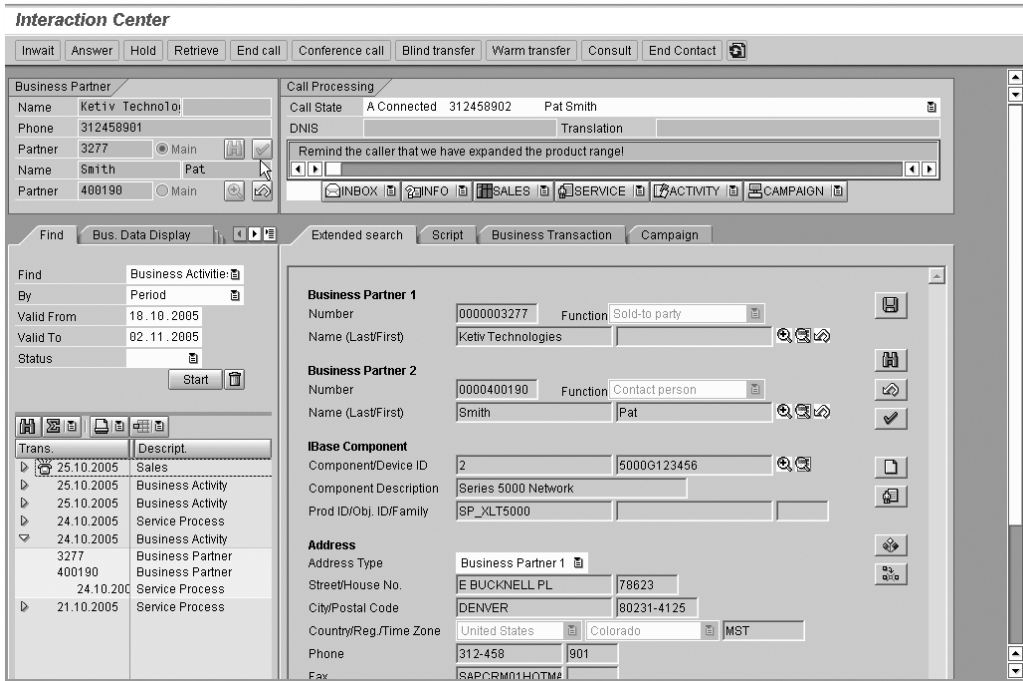 Interaction Center
Inwait Answer Hold Retrieve End call Conference call Blind transfer Warm transfer Consult End Contact
Business Partner
Name Ketiv Technolo
Phone 312458901
Partner 3277 Main
Name Smith Pat
Partner 400190 Main
Call Processing
Call State A Connected 312458902 Pat Smith
DNIS Translation
Remind the caller that we have expanded the product range!
INBOX INFO SALES SERVICE ACTIVITY CAMPAIGN
Find Bus. Data Display
Find Business Activitie
By Period
Valid From 18.10.2005
Valid To 02.11.2005
Status
Start
Trans. Descript.
25.10.2005 Sales
25.10.2005 Business Activity
25.10.2005 Business Activity
24.10.2005 Service Process
24.10.2005 Business Activity
3277 Business Partner
400190 Business Partner
24.10.200 Service Process
21.10.2005 Service Process
Extended search Script Business Transaction Campaign
Business Partner 1
Number 0000003277 Function Sold-to party
Name (Last/First) Ketiv Technologies
Business Partner 2
Number 0000400190 Function Contact person
Name (Last/First) Smith Pat
IBase Component
Component/Device ID 2 5000G123456
Component Description Series 5000 Network
Prod ID/Obj. ID/Family SP_XLT5000
Address
Address Type Business Partner 1
Street/House No. E BUCKNELL PL 78623
City/Postal Code DENVER 80231-4125
Country/Reg./Time Zone United States Colorado MST
Phone 312-458 901
Fax SAPCRM01HOTMA